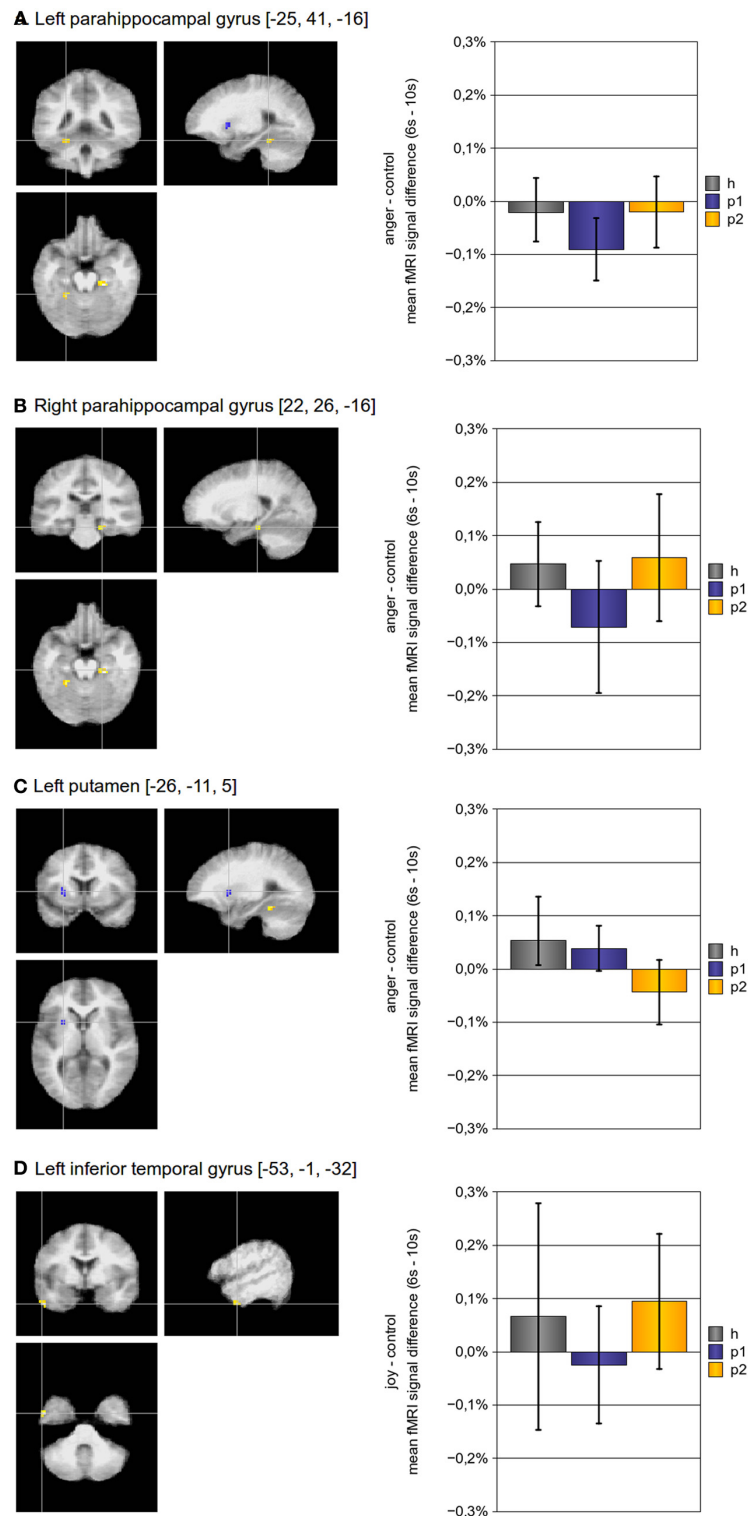 A Left parahippocampal gyrus [-25, 41, -16]
0,3%
0,2%
0,1%
0,0%
−0,1%
−0,2%
−0,3%
anger - control
mean fMRI signal difference (6s - 10s)
h
p1
p2
B Right parahippocampal gyrus [22, 26, -16]
0,3%
0,2%
0,1%
0,0%
−0,1%
−0,2%
−0,3%
anger - control
mean fMRI signal difference (6s - 10s)
h
p1
p2
C Left putamen [-26, -11, 5]
0,3%
0,2%
0,1%
0,0%
−0,1%
−0,2%
−0,3%
anger - control
mean fMRI signal difference (6s - 10s)
h
p1
p2
D Left inferior temporal gyrus [-53, -1, -32]
0,3%
0,2%
0,1%
0,0%
−0,1%
−0,2%
−0,3%
joy - control
mean fMRI signal difference (6s - 10s)
h
p1
p2